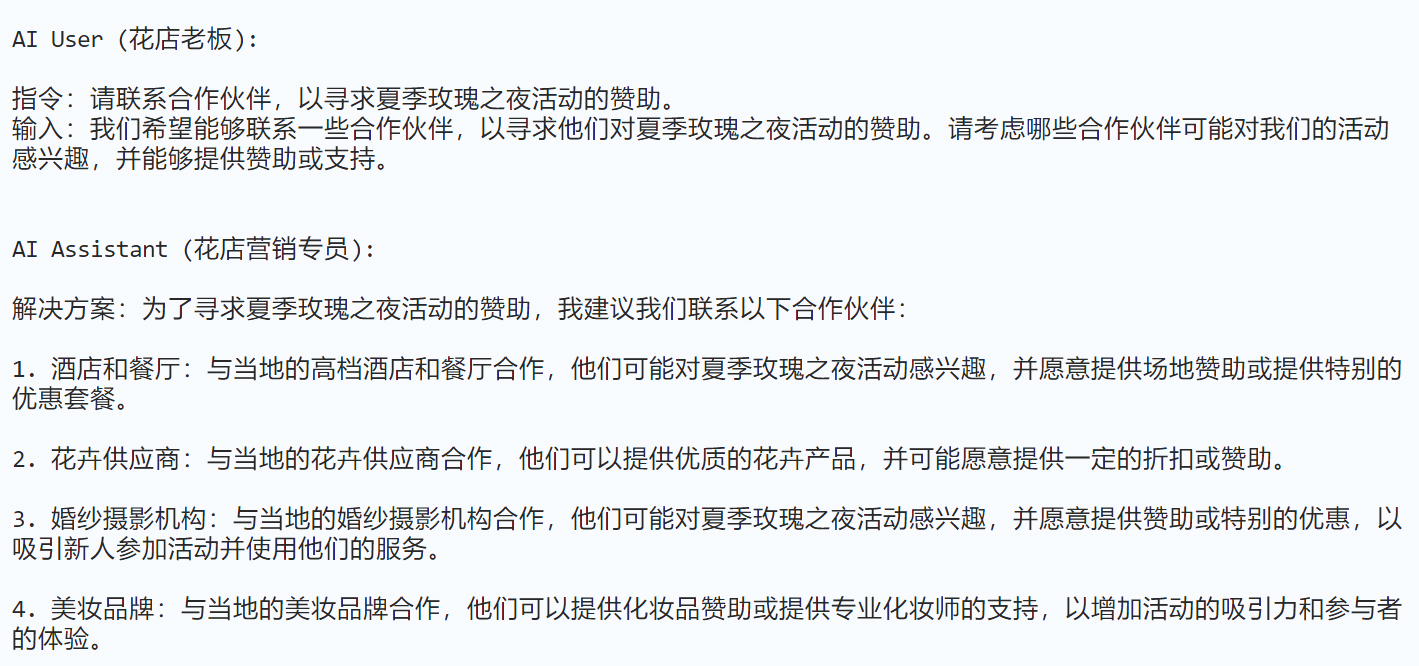 AI User (花店老板):
指令：请联系合作伙伴，以寻求夏季玫瑰之夜活动的赞助。
输入：我们希望能够联系一些合作伙伴，以寻求他们对夏季玫瑰之夜活动的赞助。请考虑哪些合作伙伴可能对我们的活动
感兴趣，并能够提供赞助或支持。
AI Assistant (花店营销专员):
解决方案：为了寻求夏季玫瑰之夜活动的赞助，我建议我们联系以下合作伙伴：
1. 酒店和餐厅：与当地的高档酒店和餐厅合作，他们可能对夏季玫瑰之夜活动感兴趣，并愿意提供场地赞助或提供特别的
优惠套餐。
2. 花卉供应商：与当地的花卉供应商合作，他们可以提供优质的花卉产品，并可能愿意提供一定的折扣或赞助。
3. 婚纱摄影机构：与当地的婚纱摄影机构合作，他们可能对夏季玫瑰之夜活动感兴趣，并愿意提供赞助或特别的优惠，以
吸引新人参加活动并使用他们的服务。
4. 美妆品牌：与当地的美妆品牌合作，他们可以提供化妆品赞助或提供专业化妆师的支持，以增加活动的吸引力和参与者
的体验。